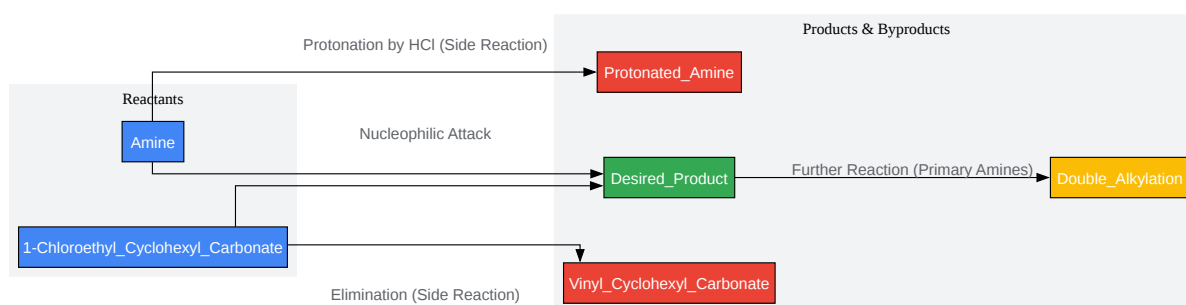 Products & Byproducts
Protonation by HCl (Side Reaction)
Protonated_Amine
Reactants
Amine
Nucleophilic Attack
Desired_Product
Further Reaction (Primary Amines)
Double_Alkylation
1-Chloroethyl_Cyclohexyl_Carbonate
Vinyl_Cyclohexyl_Carbonate
Elimination (Side Reaction)